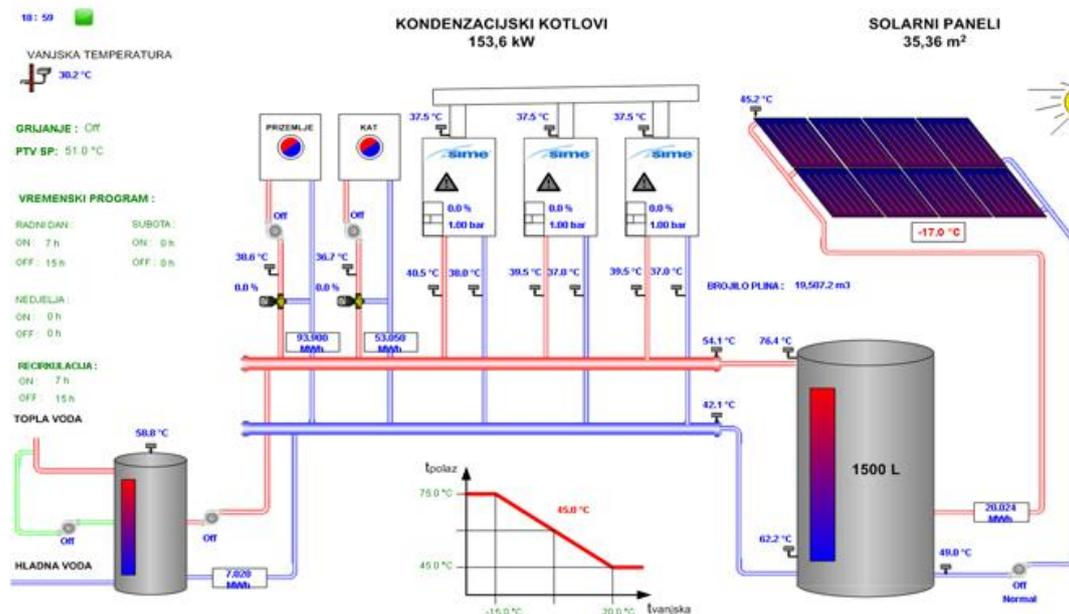 18: 59
KONDENZACIJSKI KOTLOVI
153,6 kW
SOLARNI PANELI
35,36 m²
VANJSKA TEMPERATURA
30.2 °C
GRIJANJE : Off
PTV SP: 51.0 °C
VREMENSKI PROGRAM :
RADNI DAN :
SUBOTA :
ON : 7 h
ON : 0 h
OFF : 15 h
OFF : 0 h
NEDJELJA :
ON : 0 h
OFF : 0 h
RECIRKULACIJA :
ON : 7 h
OFF : 15 h
TOPLA VODA
58.8 °C
Off
Off
HLADNA VODA
7.020 MWh
PRIZEMLJE
KAT
Off
Off
38.6 °C
36.7 °C
0.0 %
0.0 %
93.900 MWh
53.050 MWh
37.5 °C
37.5 °C
37.5 °C
sime
sime
sime
0.0 %
1.00 bar
0.0 %
1.00 bar
0.0 %
1.00 bar
40.5 °C
38.0 °C
39.5 °C
37.0 °C
39.5 °C
37.0 °C
BROJILO PLINA : 19,507.2 m3
45.2 °C
-17.0 °C
54.1 °C
76.4 °C
42.1 °C
1500 L
62.2 °C
20.024 MWh
49.0 °C
Off
Normal
tpolaz
75.0 °C
45.0 °C
45.0 °C
-15.0 °C
20.0 °C
tvanjska